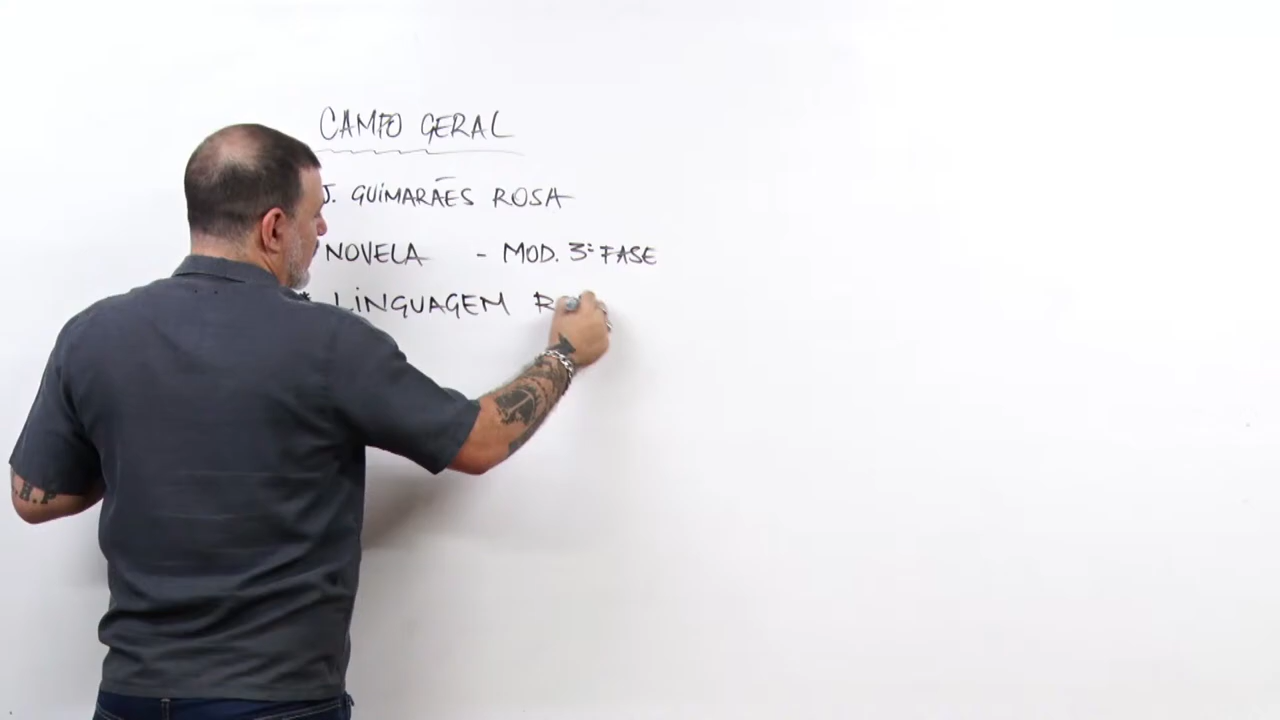 CAMPO GERAL
J. GUIMARÃES ROSA
NOVELA - MOD. 3ª FASE
* LINGUAGEM R
H.P